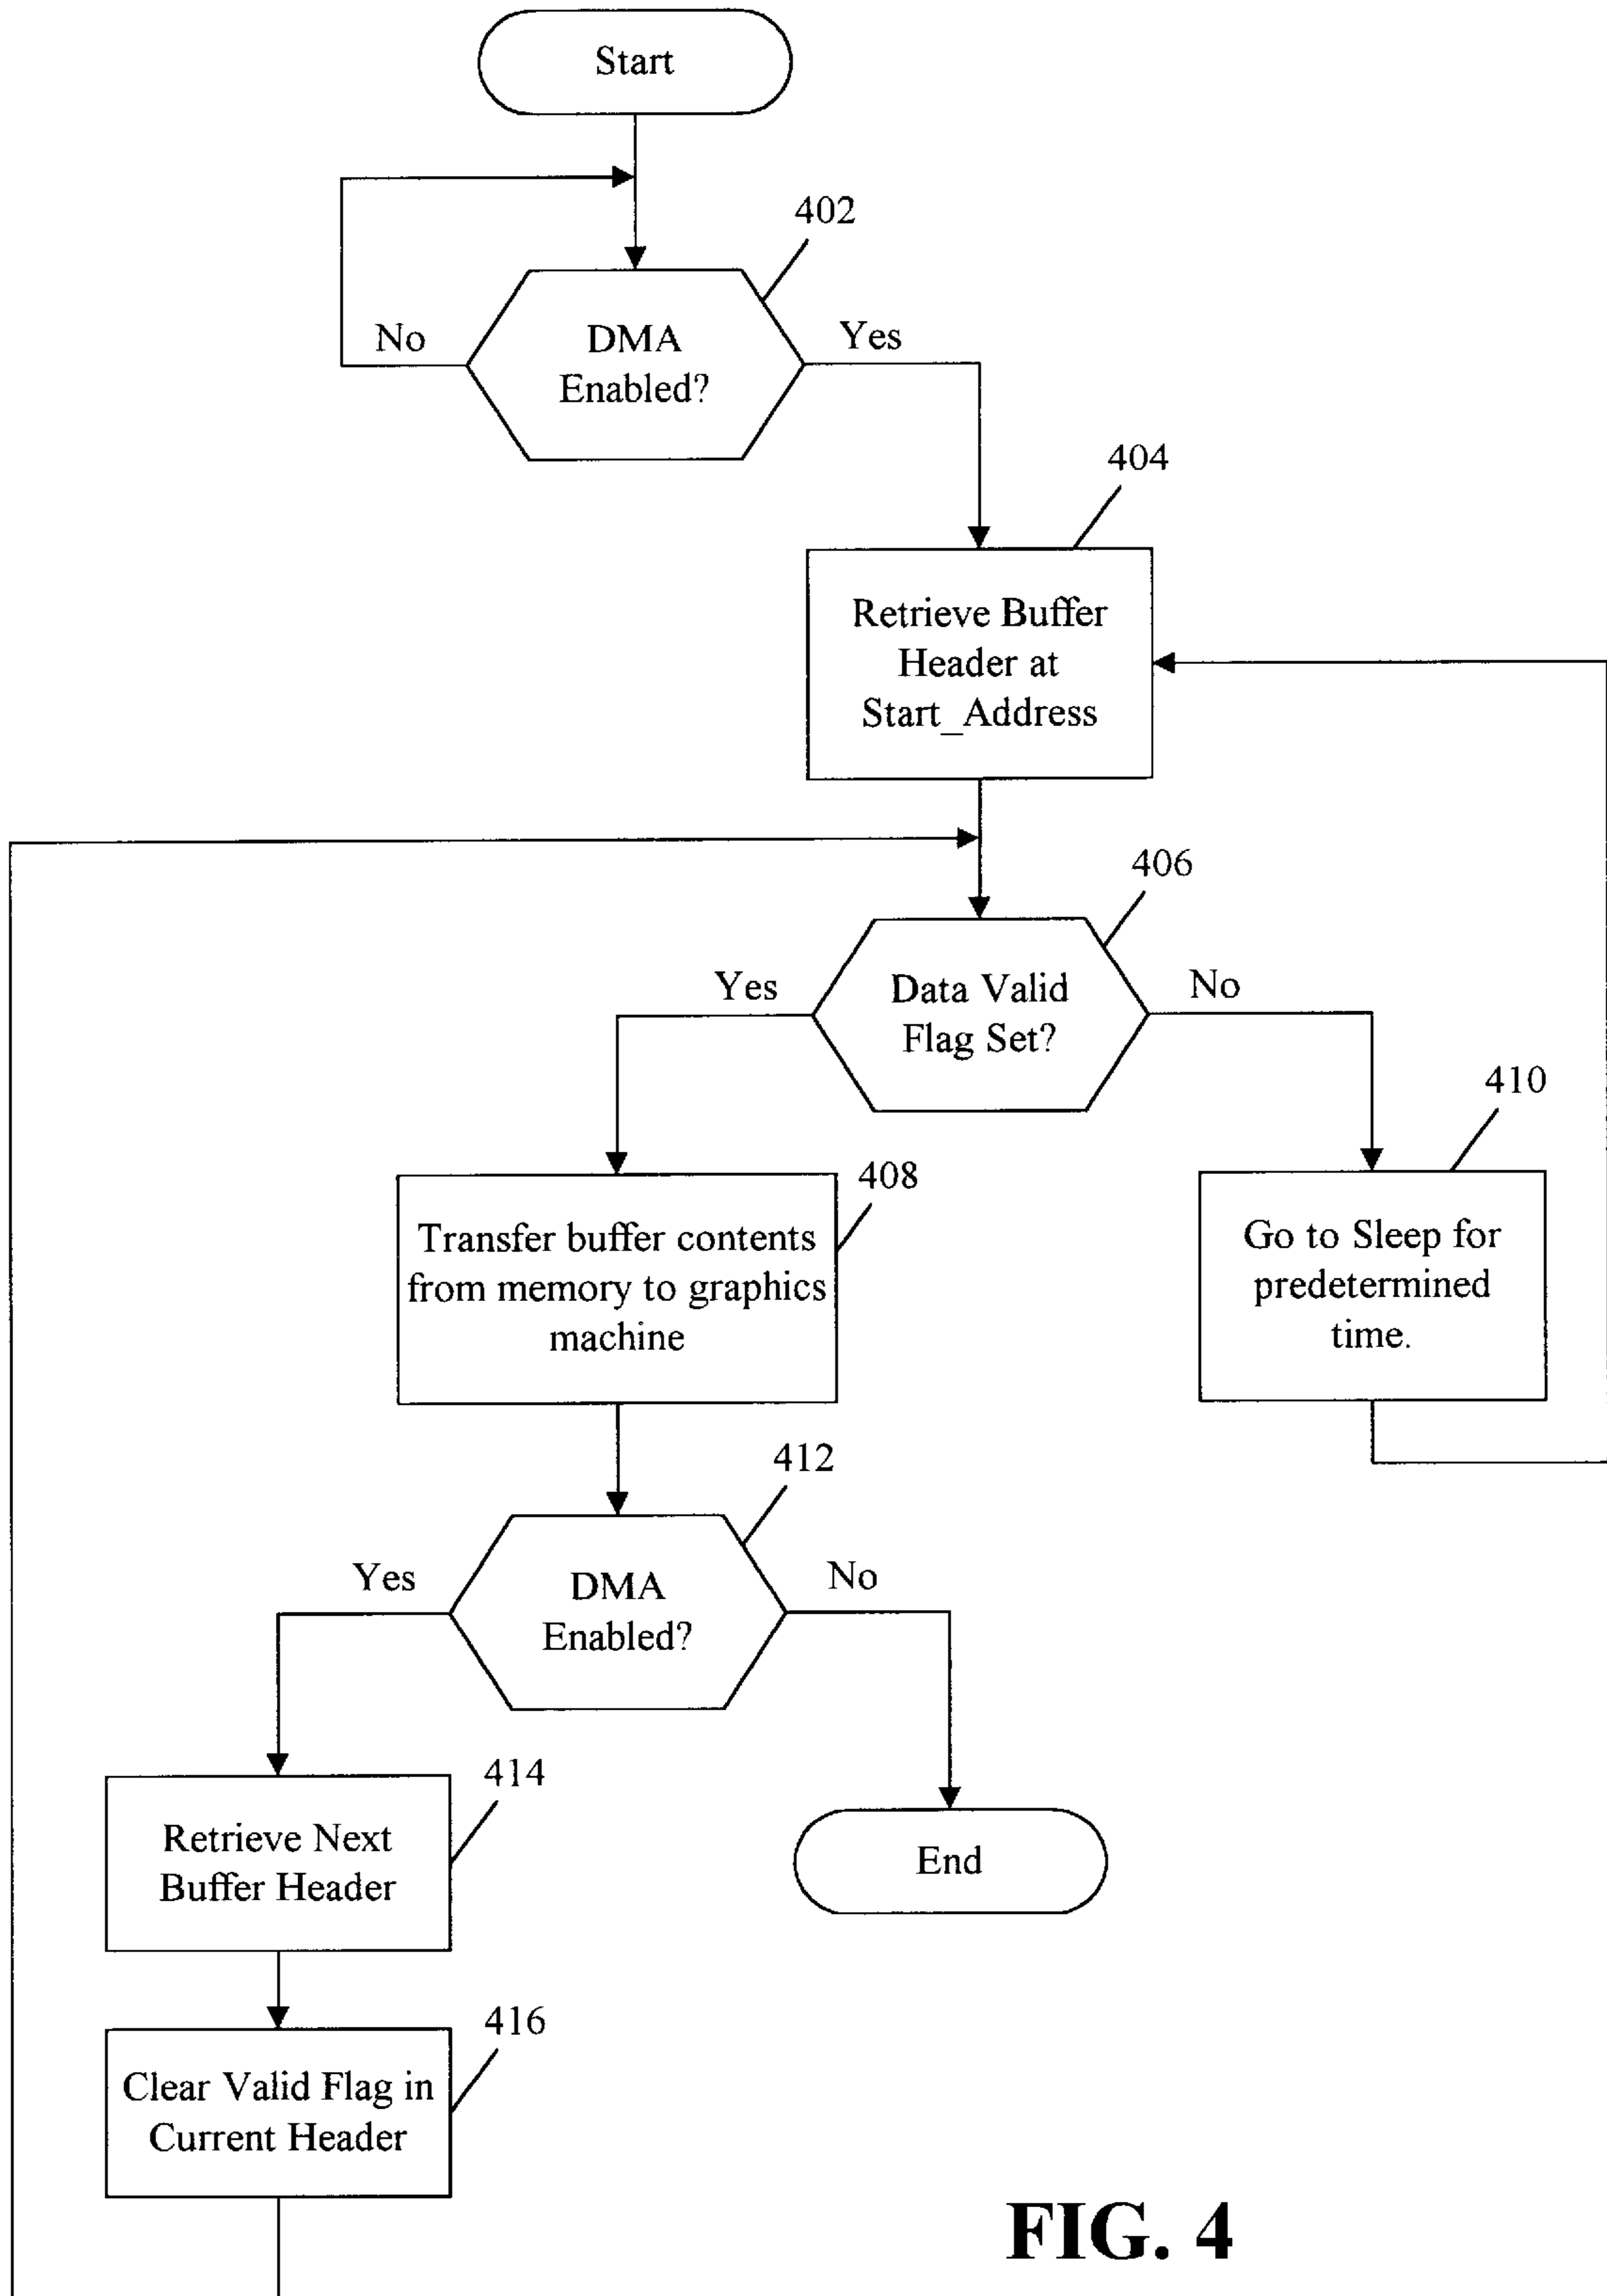 Start
402
No
DMA
Enabled?
Yes
404
Retrieve Buffer
Header at
Start_Address
406
Yes
Data Valid
Flag Set?
No
410
408
Transfer buffer contents
from memory to graphics
machine
Go to Sleep for
predetermined
time.
412
Yes
DMA
Enabled?
No
414
Retrieve Next
Buffer Header
End
416
Clear Valid Flag in
Current Header
FIG. 4